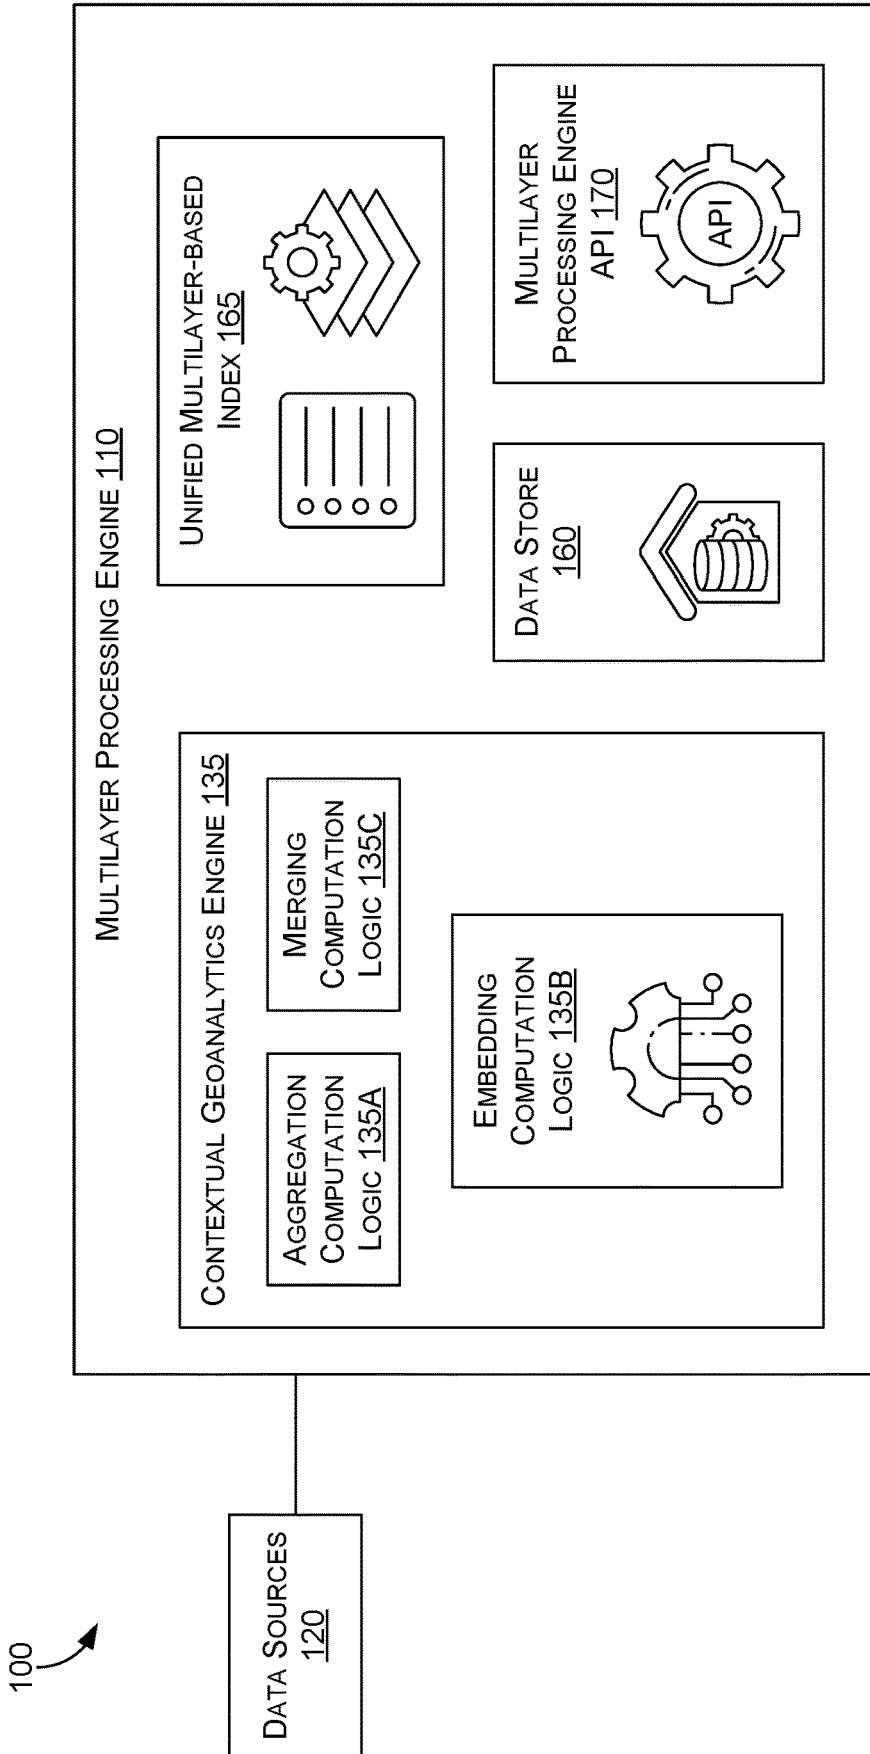 100
DATA SOURCES
120
MULTILAYER PROCESSING ENGINE 110
CONTEXTUAL GEOANALYTICS ENGINE 135
AGGREGATION
COMPUTATION
LOGIC 135A
MERGING
COMPUTATION
LOGIC 135C
EMBEDDING
COMPUTATION
LOGIC 135B
UNIFIED MULTILAYER-BASED
INDEX 165
DATA STORE
160
MULTILAYER
PROCESSING ENGINE
API 170
API